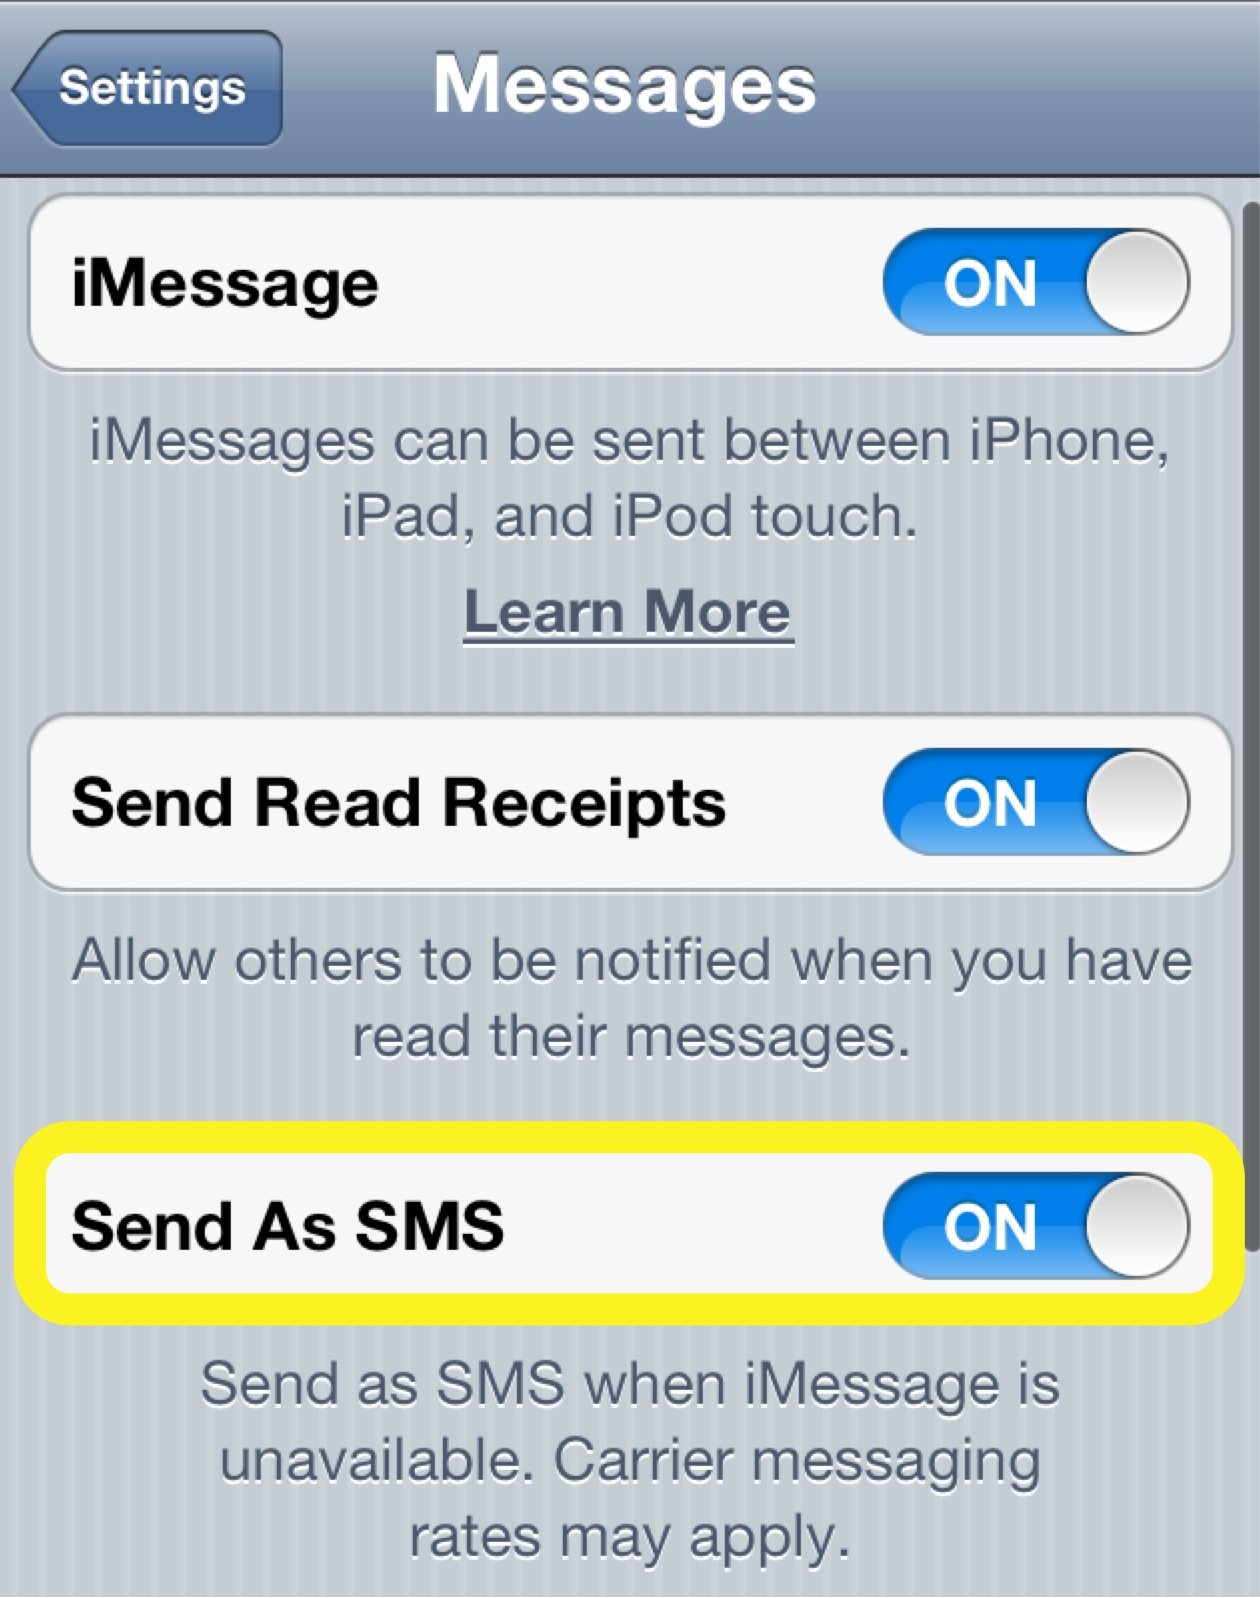 Settings
Messages
iMessage
ON
iMessages can be sent between iPhone,
iPad, and iPod touch.
Learn More
Send Read Receipts
ON
Allow others to be notified when you have
read their messages.
Send As SMS
ON
Send as SMS when iMessage is
unavailable. Carrier messaging
rates may apply.